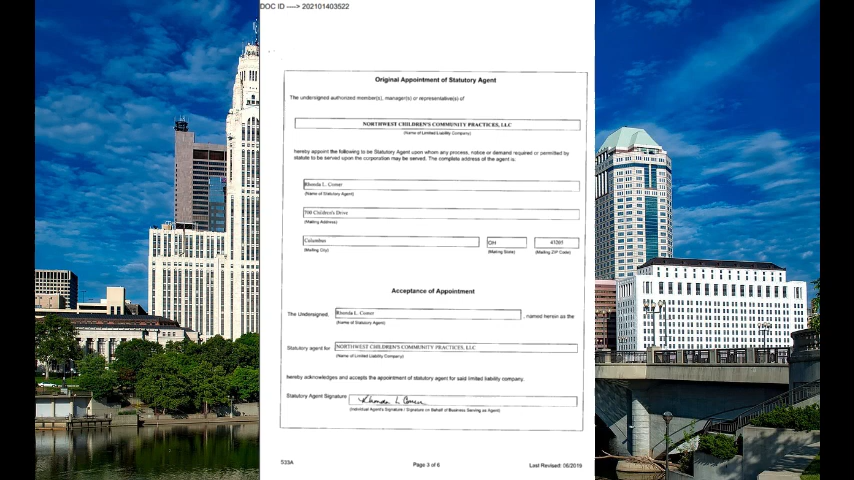 DOC ID ----> 202101403522
Original Appointment of Statutory Agent
The undersigned authorized member(s), manager(s) or representative(s) of
NORTHWEST CHILDREN'S COMMUNITY PRACTICES, LLC
(Name of Limited Liability Company)
hereby appoint the following to be Statutory Agent upon whom any process, notice or demand required or permitted by
statute to be served upon the corporation may be served. The complete address of the agent is:
Rhonda L. Comer
(Name of Statutory Agent)
700 Children's Drive
(Mailing Address)
Columbus OH 43205
(Mailing City) (Mailing State) (Mailing ZIP Code)
Acceptance of Appointment
The Undersigned, Rhonda L. Comer , named herein as the
(Name of Statutory Agent)
Statutory agent for NORTHWEST CHILDREN'S COMMUNITY PRACTICES, LLC
(Name of Limited Liability Company)
hereby acknowledges and accepts the appointment of statutory agent for said limited liability company.
Statutory Agent Signature Rhonda L Comer
(Individual Agent's Signature / Signature on Behalf of Business Serving as Agent)
533A Page 3 of 6 Last Revised: 06/2019